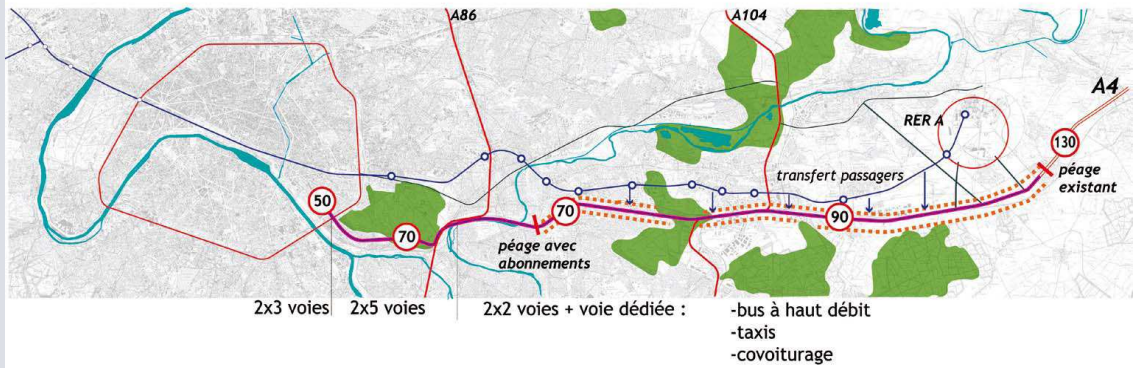 A86
A104
A4
RER A
130
transfert passagers
péage
existant
50
70
70
90
péage avec
abonnements
2x3 voies
2x5 voies
2x2 voies + voie dédiée :
-bus à haut débit
-taxis
-covoiturage